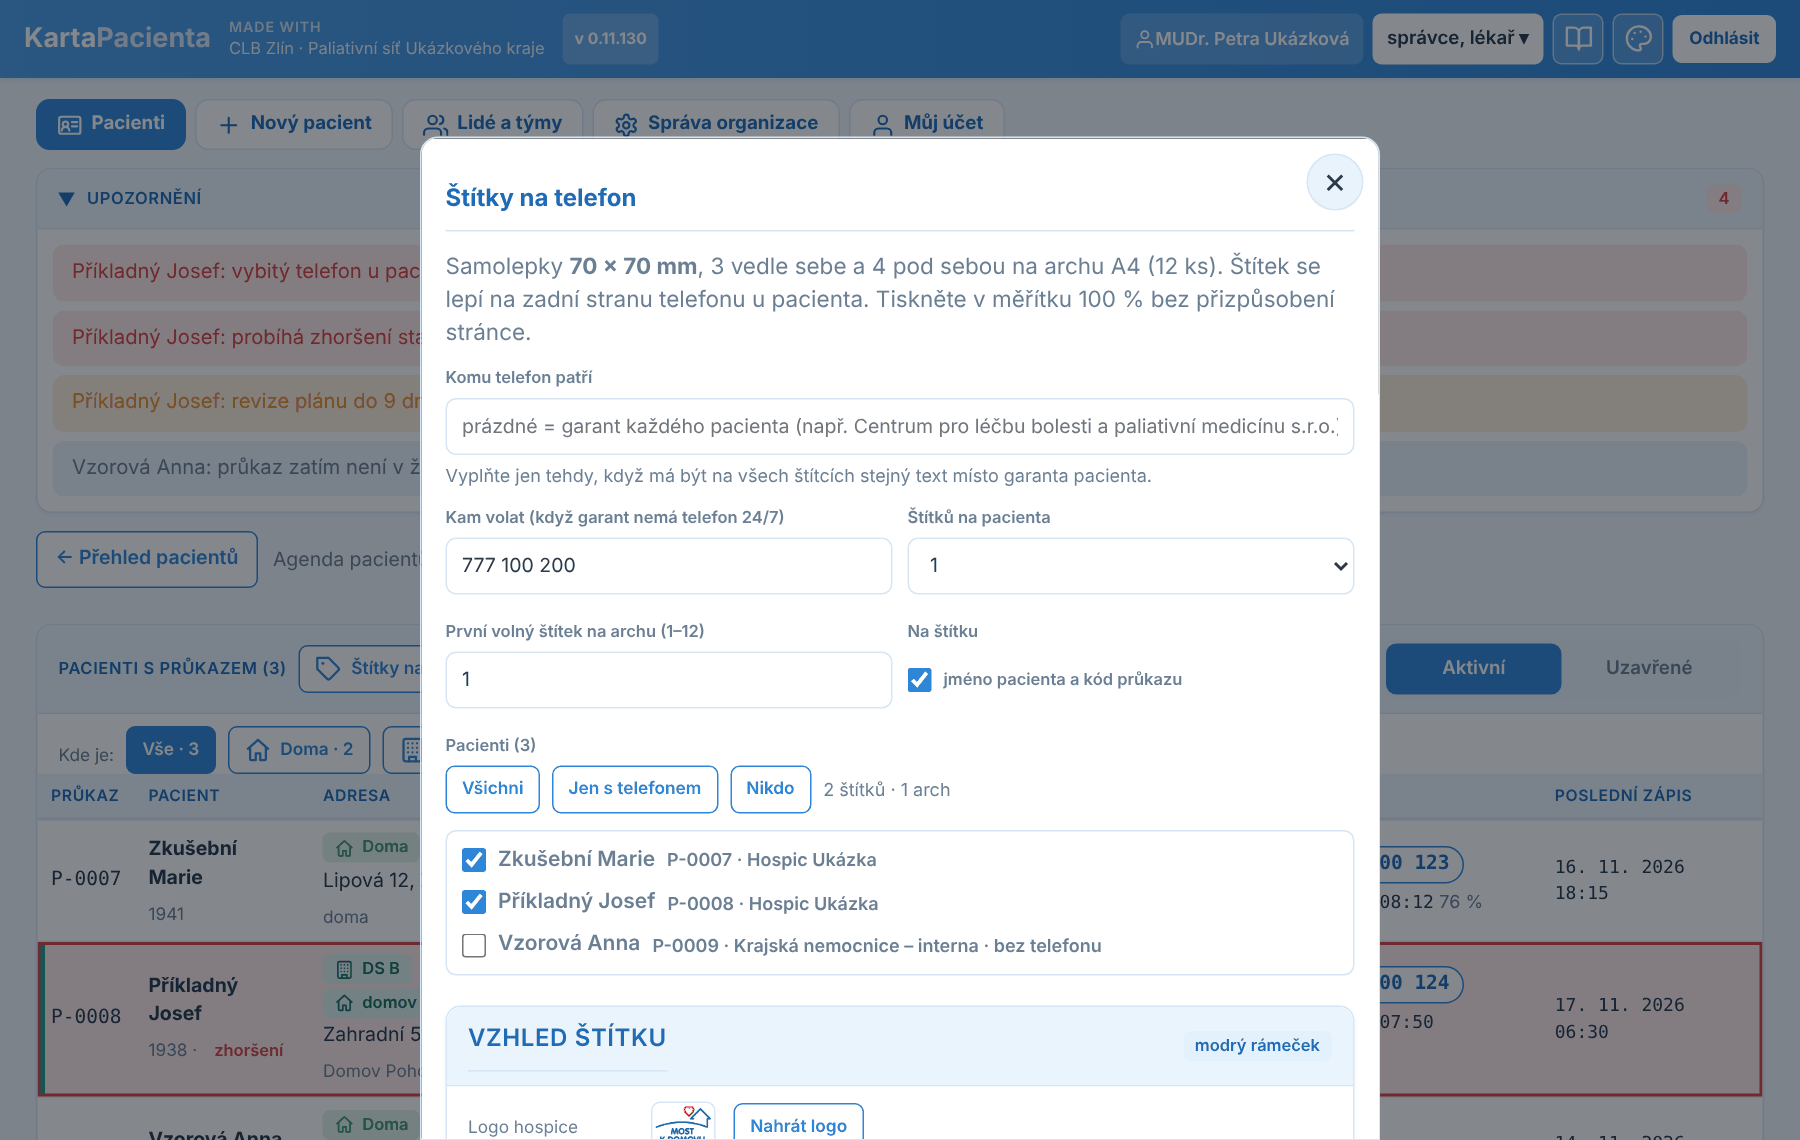 KartaPacienta
MADE WITH
CLB Zlín · Paliativní síť Ukázkového kraje
v 0.11.130
MUDr. Petra Ukázková
správce, lékař ▾
Odhlásit
Pacienti
Nový pacient
Lidé a týmy
Správa organizace
Můj účet
▼ UPOZORNĚNÍ
4
Příkladný Josef: vybitý telefon u pac
Příkladný Josef: probíhá zhoršení sta
Příkladný Josef: revize plánu do 9 dn
Vzorová Anna: průkaz zatím není v ž
← Přehled pacientů
Agenda pacient
PACIENTI S PRŮKAZEM (3)
Štítky na
Aktivní
Uzavřené
Kde je:
Vše · 3
Doma · 2
PRŮKAZ
PACIENT
ADRESA
POSLEDNÍ ZÁPIS
P-0007
Zkušební Marie
1941
Doma
Lipová 12,
doma
00 123
08:12 76 %
16. 11. 2026
18:15
P-0008
Příkladný Josef
1938 · zhoršení
DS B
domov
Zahradní 5
Domov Poho
00 124
07:50
17. 11. 2026
06:30
Vzorová Anna
Doma
Štítky na telefon
×
Samolepky 70 × 70 mm, 3 vedle sebe a 4 pod sebou na archu A4 (12 ks). Štítek se
lepí na zadní stranu telefonu u pacienta. Tiskněte v měřítku 100 % bez přizpůsobení
stránce.
Komu telefon patří
prázdné = garant každého pacienta (např. Centrum pro léčbu bolesti a paliativní medicínu s.r.o.)
Vyplňte jen tehdy, když má být na všech štítcích stejný text místo garanta pacienta.
Kam volat (když garant nemá telefon 24/7)
Štítků na pacienta
777 100 200
1
První volný štítek na archu (1–12)
Na štítku
1
jméno pacienta a kód průkazu
Pacienti (3)
Všichni
Jen s telefonem
Nikdo
2 štítků · 1 arch
Zkušební Marie P-0007 · Hospic Ukázka
Příkladný Josef P-0008 · Hospic Ukázka
Vzorová Anna P-0009 · Krajská nemocnice – interna · bez telefonu
VZHLED ŠTÍTKU
modrý rámeček
Logo hospice
MOST
K DOMOVU
Nahrát logo